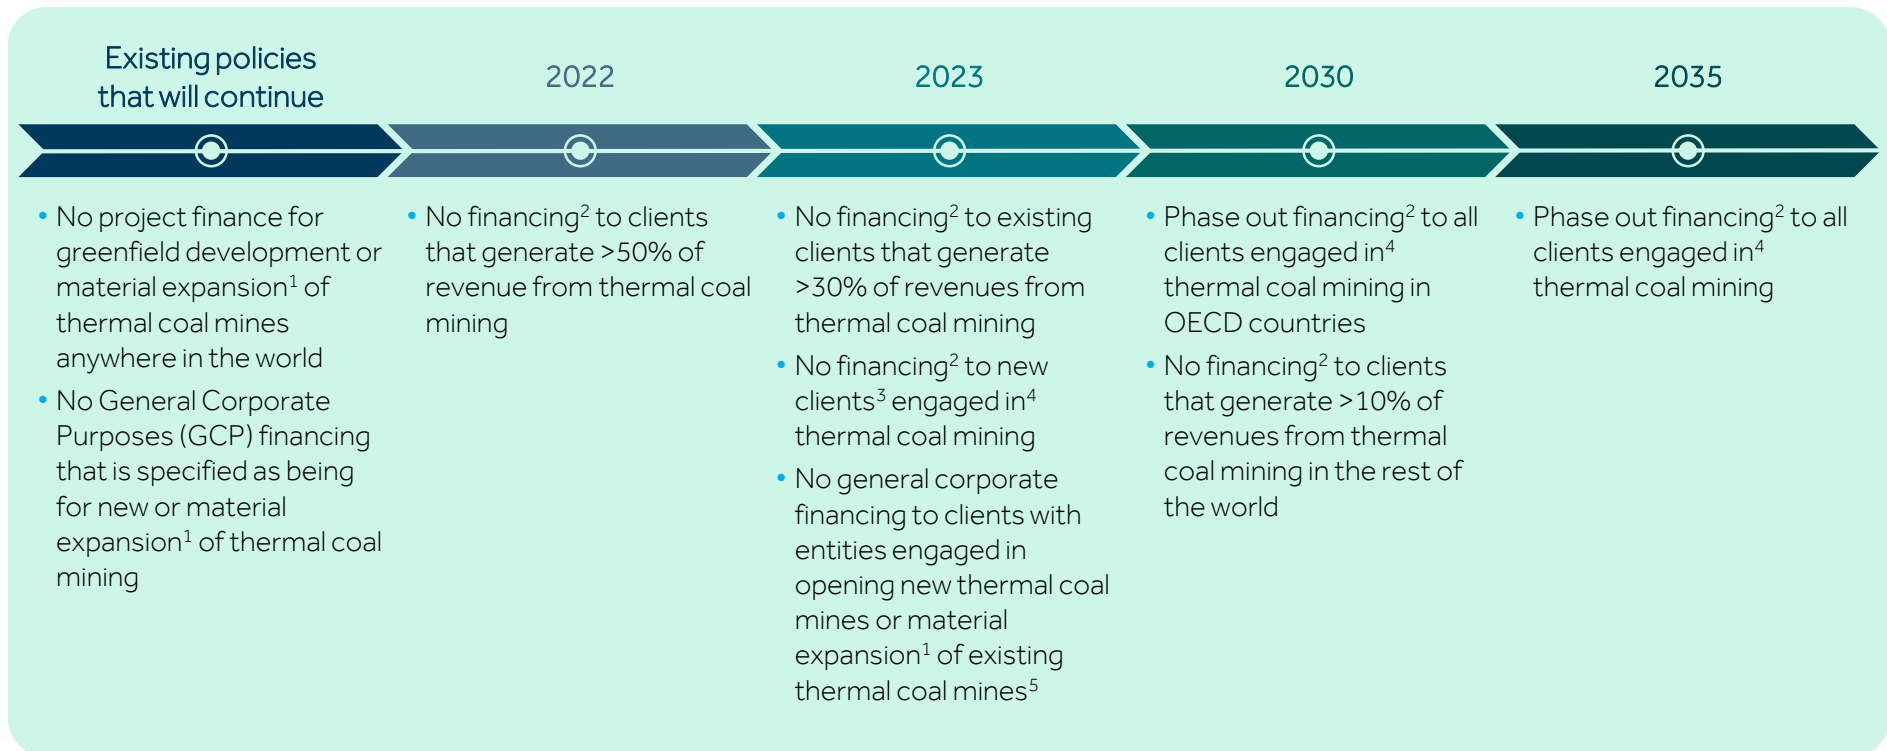 Existing policies
that will continue
2022
2023
2030
2035
• No project finance for
greenfield development or
material expansion¹ of
thermal coal mines
anywhere in the world
• No General Corporate
Purposes (GCP) financing
that is specified as being
for new or material
expansion¹ of thermal coal
mining
• No financing² to clients
that generate >50% of
revenue from thermal coal
mining
• No financing² to existing
clients that generate
>30% of revenues from
thermal coal mining
• No financing² to new
clients³ engaged in⁴
thermal coal mining
• No general corporate
financing to clients with
entities engaged in
opening new thermal coal
mines or material
expansion¹ of existing
thermal coal mines⁵
• Phase out financing² to all
clients engaged in⁴
thermal coal mining in
OECD countries
• No financing² to clients
that generate >10% of
revenues from thermal
coal mining in the rest of
the world
• Phase out financing² to all
clients engaged in⁴
thermal coal mining